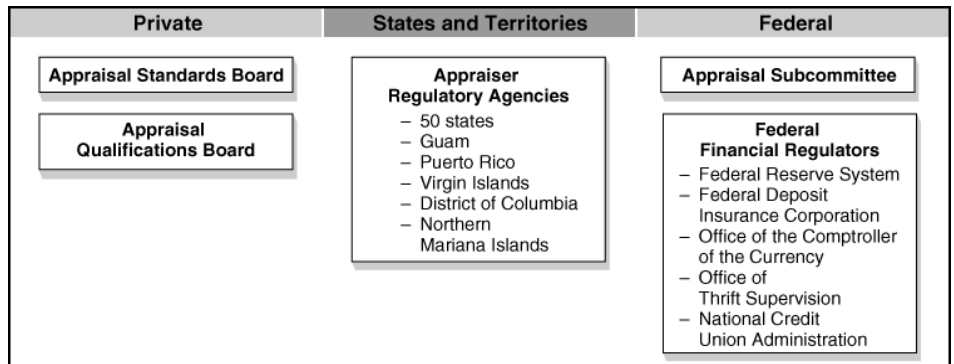 Private
Appraisal Standards Board
Appraisal
Qualifications Board
States and Territories
Appraiser
Regulatory Agencies
– 50 states
– Guam
– Puerto Rico
– Virgin Islands
– District of Columbia
– Northern
Mariana Islands
Federal
Appraisal Subcommittee
Federal
Financial Regulators
– Federal Reserve System
– Federal Deposit
Insurance Corporation
– Office of the Comptroller
of the Currency
– Office of
Thrift Supervision
– National Credit
Union Administration